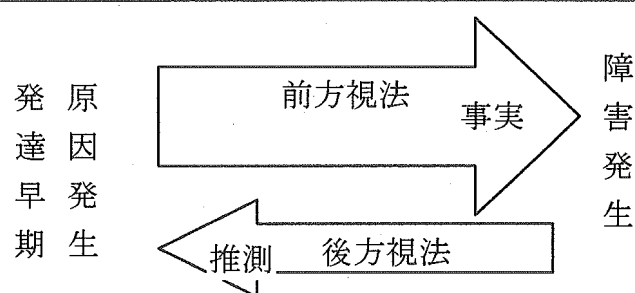 原因発生
発達早期
前方視法
事実
障害発生
推測
後方視法